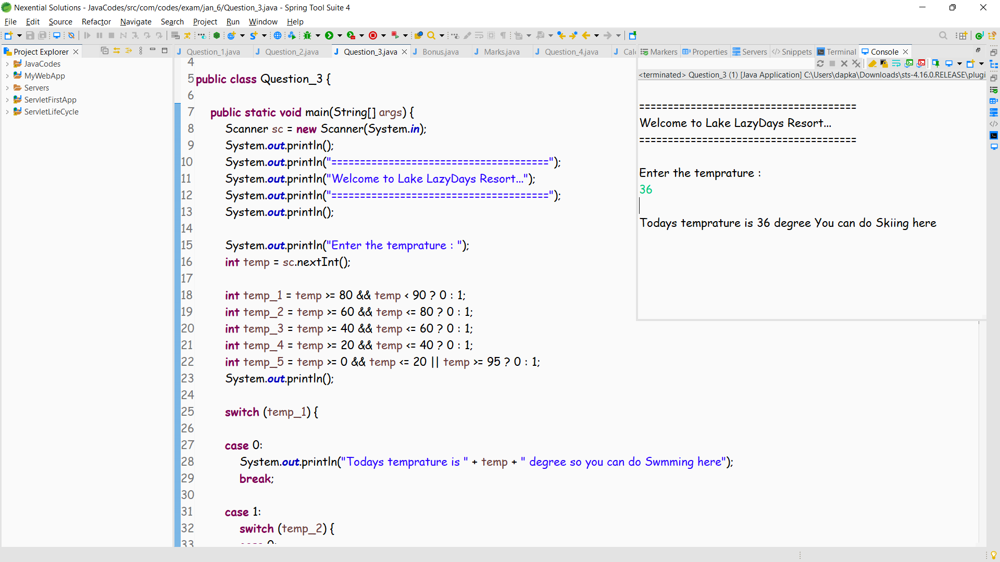 Nexential Solutions - JavaCodes/src/com/codes/exam/jan_6/Question_3.java - Spring Tool Suite 4
File Edit Source Refactor Navigate Search Project Run Window Help
Project Explorer
JavaCodes
MyWebApp
Servers
ServletFirstApp
ServletLifeCycle
Question_1.java Question_2.java Question_3.java Bonus.java Marks.java Question_4.java Calc
4
5 public class Question_3 {
6
7 public static void main(String[] args) {
8 Scanner sc = new Scanner(System.in);
9 System.out.println();
10 System.out.println("======================================");
11 System.out.println("Welcome to Lake LazyDays Resort...");
12 System.out.println("======================================");
13 System.out.println();
14
15 System.out.println("Enter the temprature : ");
16 int temp = sc.nextInt();
17
18 int temp_1 = temp >= 80 && temp < 90 ? 0 : 1;
19 int temp_2 = temp >= 60 && temp <= 80 ? 0 : 1;
20 int temp_3 = temp >= 40 && temp <= 60 ? 0 : 1;
21 int temp_4 = temp >= 20 && temp <= 40 ? 0 : 1;
22 int temp_5 = temp >= 0 && temp <= 20 || temp >= 95 ? 0 : 1;
23 System.out.println();
24
25 switch (temp_1) {
26
27 case 0:
28 System.out.println("Todays temprature is " + temp + " degree so you can do Swmming here");
29 break;
30
31 case 1:
32 switch (temp_2) {
33 case 0:
Markers Properties Servers Snippets Terminal Console
<terminated> Question_3 (1) [Java Application] C:\Users\dapka\Downloads\sts-4.16.0.RELEASE\plugi
======================================
Welcome to Lake LazyDays Resort...
======================================
Enter the temprature :
36
Todays temprature is 36 degree You can do Skiing here